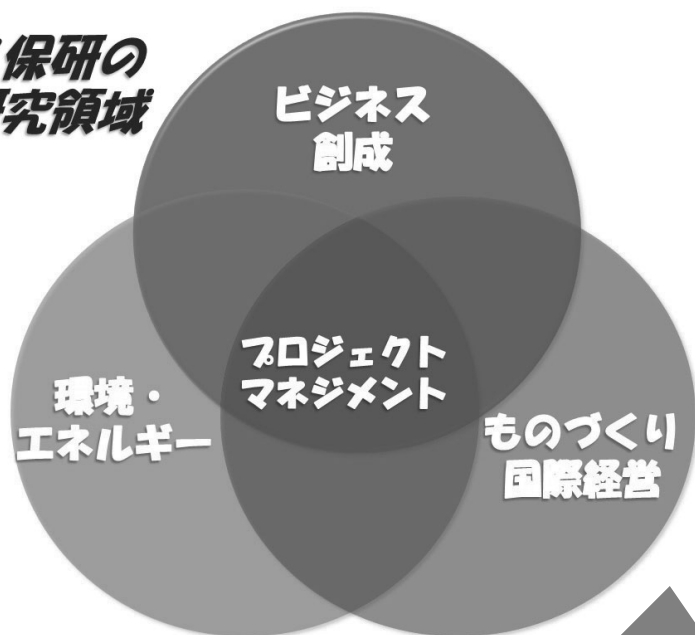 保研の
究領域
ビジネス
創成
プロジェクト
マネジメント
環境・
エネルギー
ものづくり
国際経営